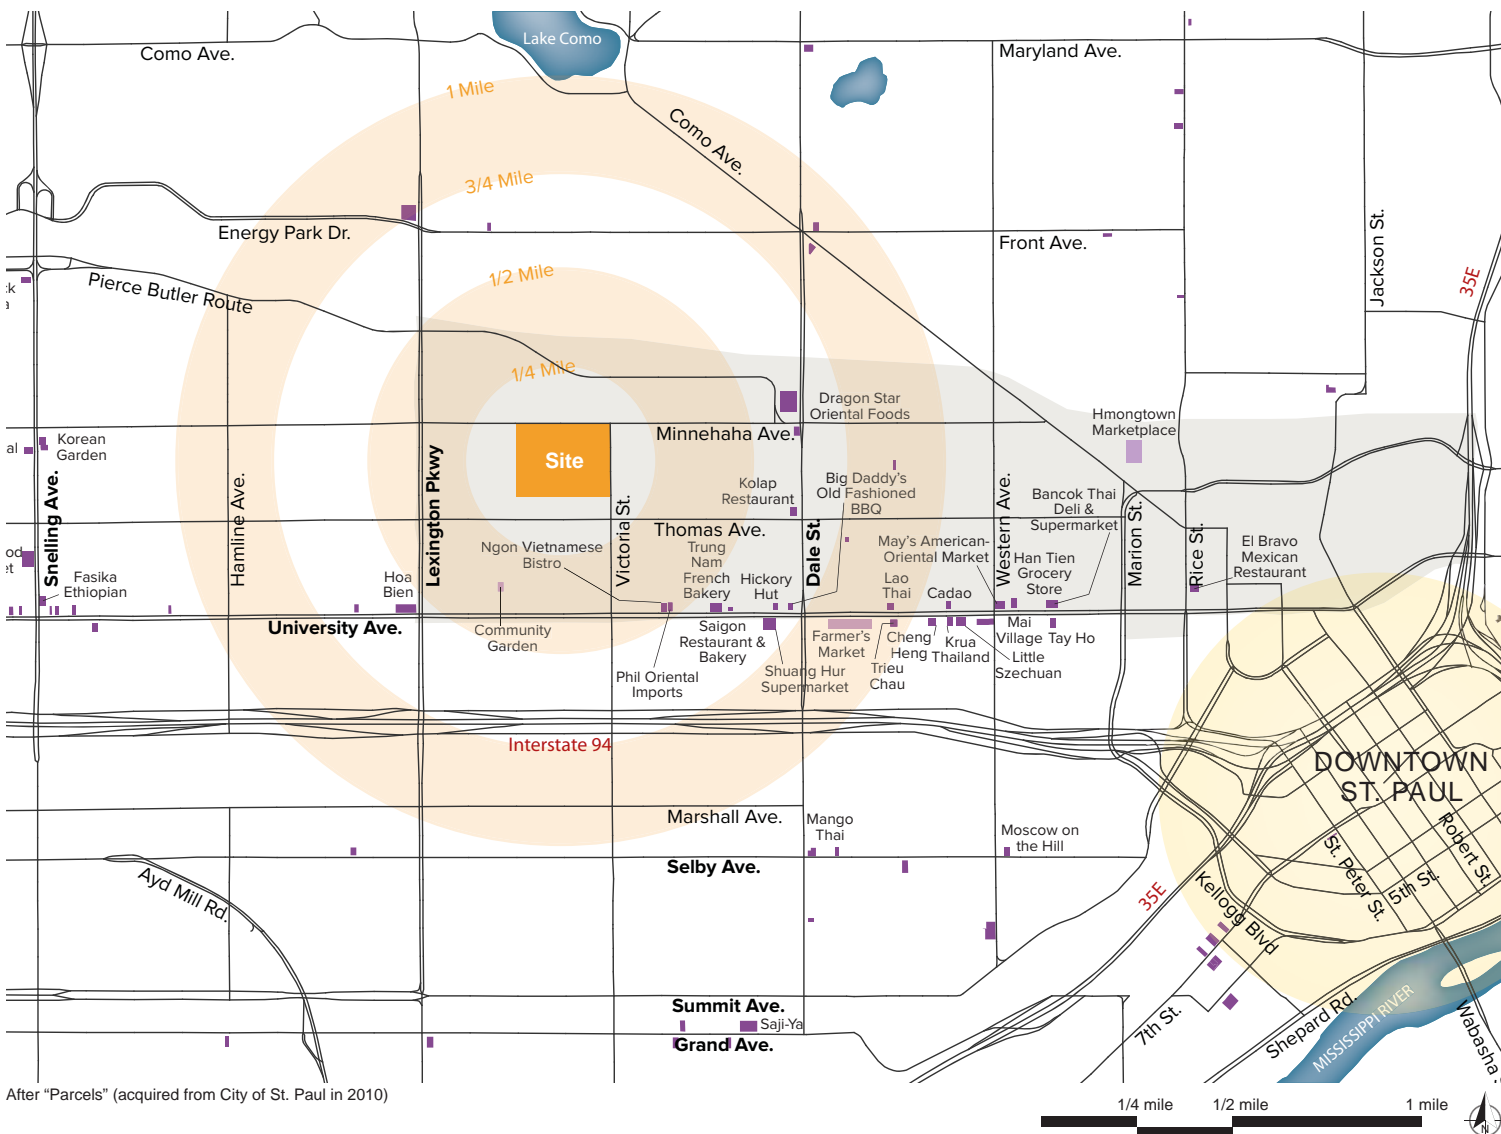 Lake Como
Como Ave.
Maryland Ave.
1 Mile
Como Ave.
3/4 Mile
Energy Park Dr.
Front Ave.
Jackson St.
35E
1/2 Mile
Pierce Butler Route
1/4 Mile
Dragon Star
Oriental Foods
Hmongtown
Marketplace
Minnehaha Ave.
Korean
Garden
al
Site
Snelling Ave.
Hamline Ave.
Lexington Pkwy
Victoria St.
Kolap
Restaurant
Big Daddy's
Old Fashioned
BBQ
Dale St.
Western Ave.
Bancok Thai
Deli &
Supermarket
Marion St.
Rice St.
Thomas Ave.
Ngon Vietnamese
Bistro
Trung
Nam
French
Bakery
Hickory
Hut
May's American-
Oriental Market
Han Tien
Grocery
Store
El Bravo
Mexican
Restaurant
Fasika
Ethiopian
Hoa
Bien
Lao
Thai
Cadao
University Ave.
Community
Garden
Saigon
Restaurant &
Bakery
Farmer's
Market
Cheng
Heng
Krua
Thailand
Mai
Village
Tay Ho
Little
Szechuan
Phil Oriental
Imports
Shuang Hur
Supermarket
Trieu
Chau
Interstate 94
DOWNTOWN
ST. PAUL
Marshall Ave.
Mango
Thai
Moscow on
the Hill
Selby Ave.
Ayd Mill Rd.
35E
Kellogg Blvd
St. Peter St.
5th St.
Robert St.
Summit Ave.
Saji-Ya
Grand Ave.
7th St.
Shepard Rd.
MISSISSIPPI RIVER
Wabasha
After “Parcels” (acquired from City of St. Paul in 2010)
1/4 mile
1/2 mile
1 mile
N